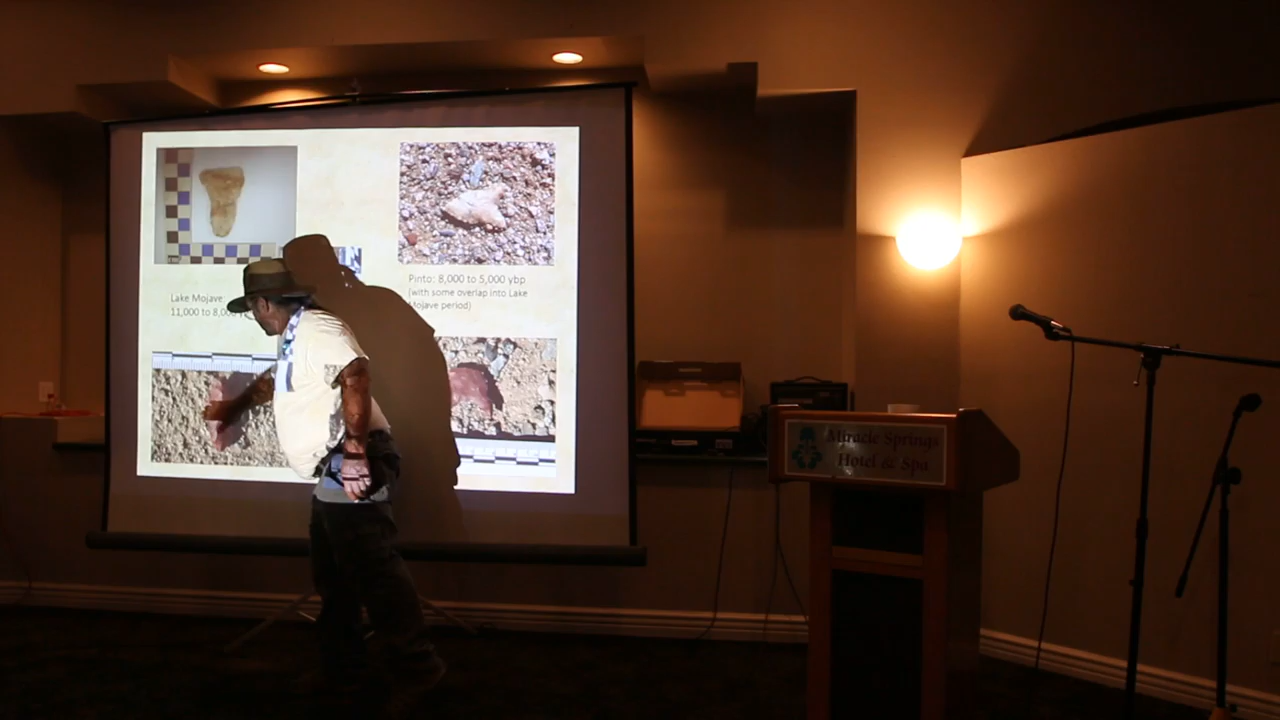 Lake Mojave
11,000 to 8,000
Pinto: 8,000 to 5,000 ybp
(with some overlap into Lake
Mojave period)
Miracle Springs
Hotel & Spa